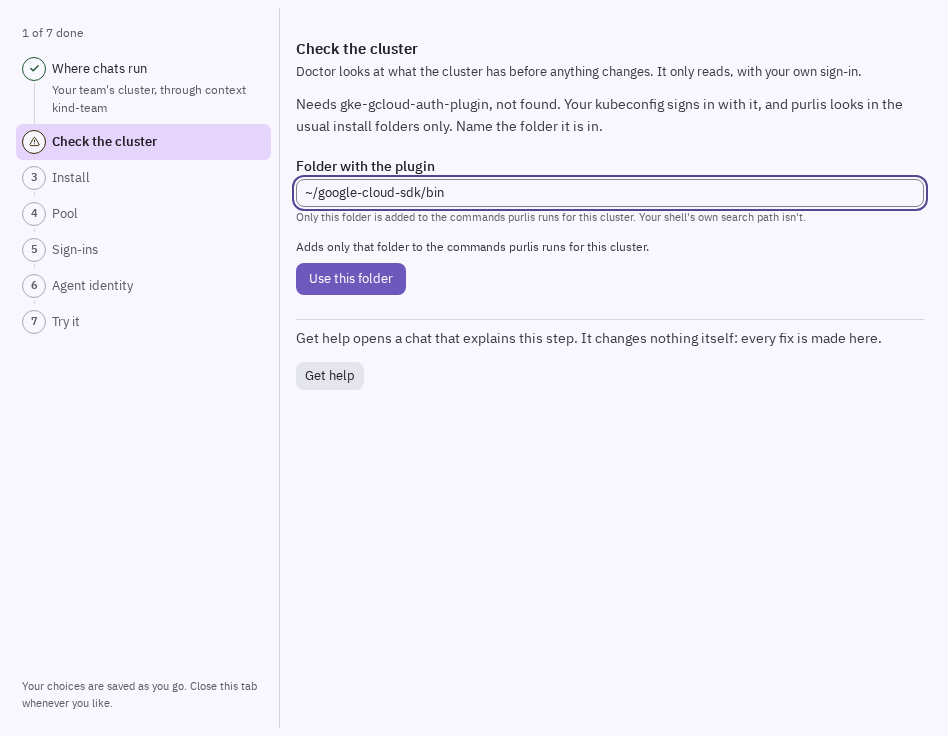 1 of 7 done
Where chats run
Your team's cluster, through context
kind-team
Check the cluster
3 Install
4 Pool
5 Sign-ins
6 Agent identity
7 Try it
Your choices are saved as you go. Close this tab
whenever you like.
Check the cluster
Doctor looks at what the cluster has before anything changes. It only reads, with your own sign-in.
Needs gke-gcloud-auth-plugin, not found. Your kubeconfig signs in with it, and purlis looks in the
usual install folders only. Name the folder it is in.
Folder with the plugin
~/google-cloud-sdk/bin
Only this folder is added to the commands purlis runs for this cluster. Your shell's own search path isn't.
Adds only that folder to the commands purlis runs for this cluster.
Use this folder
Get help opens a chat that explains this step. It changes nothing itself: every fix is made here.
Get help